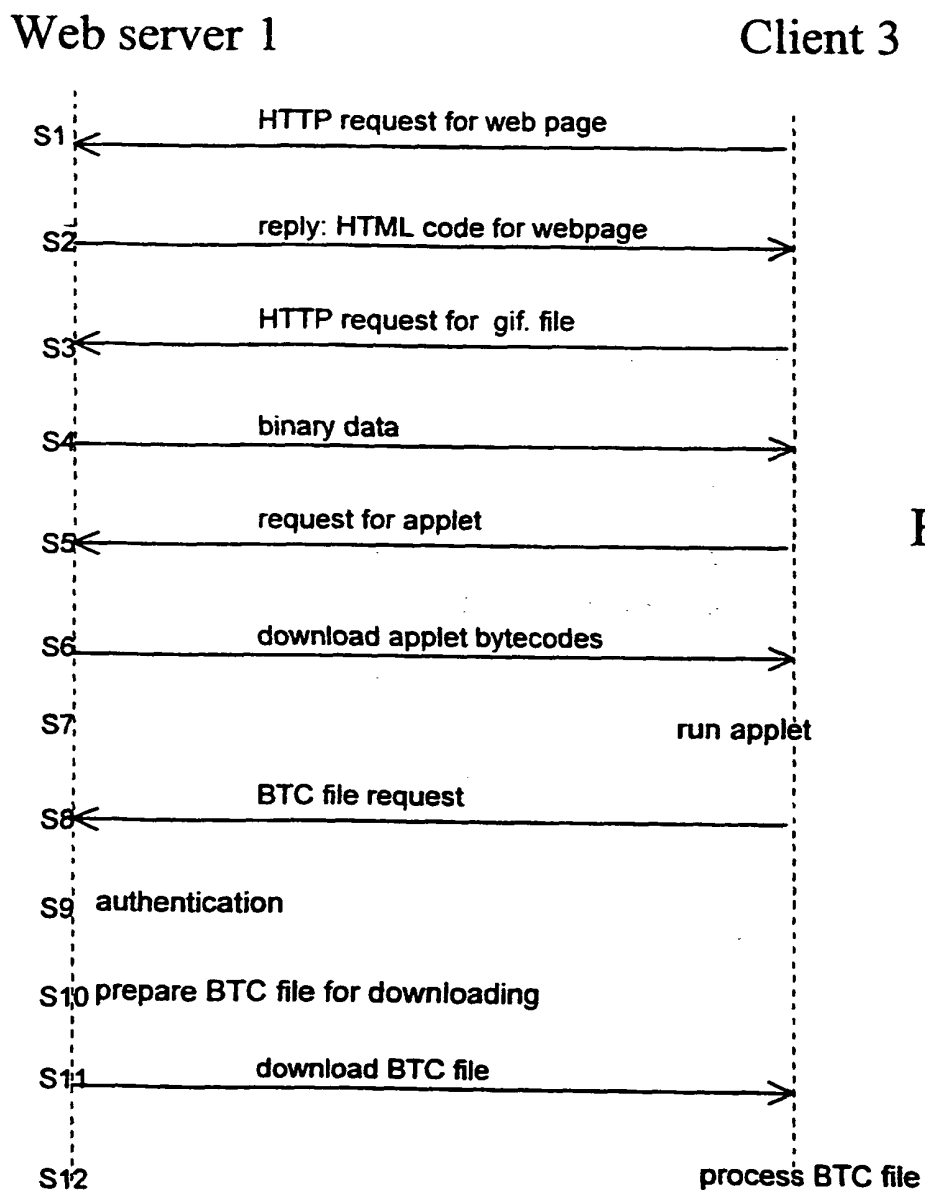 Web server 1
Client 3
S1
HTTP request for web page
S2
reply: HTML code for webpage
S3
HTTP request for gif. file
S4
binary data
S5
request for applet
S6
download applet bytecodes
S7
run applet
S8
BTC file request
S9
authentication
S10
prepare BTC file for downloading
S11
download BTC file
S12
process BTC file